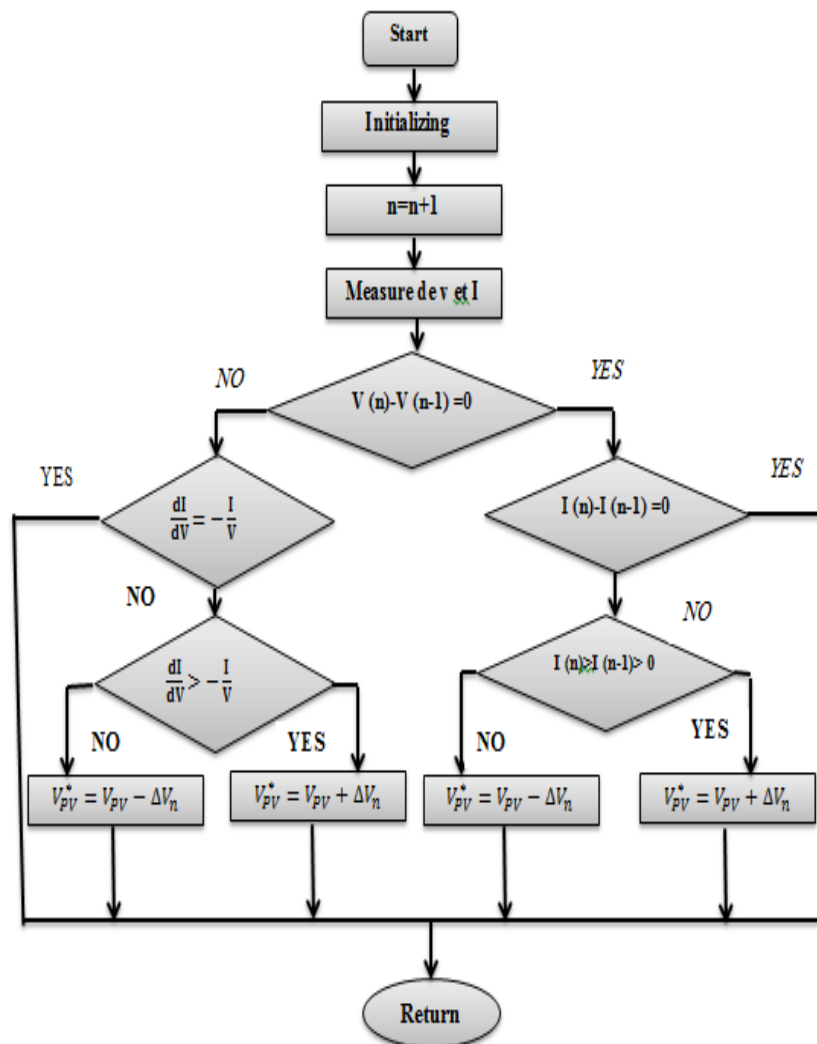 Start
Initializing
n=n+1
Measure de v et I
NO
YES
V (n)-V (n-1) =0
YES
YES
dI/dV = − I/V
I (n)-I (n-1) =0
NO
NO
dI/dV > − I/V
I (n)≥I (n-1)> 0
NO
YES
NO
YES
V*PV = VPV − ΔVn
V*PV = VPV + ΔVn
V*PV = VPV − ΔVn
V*PV = VPV + ΔVn
Return